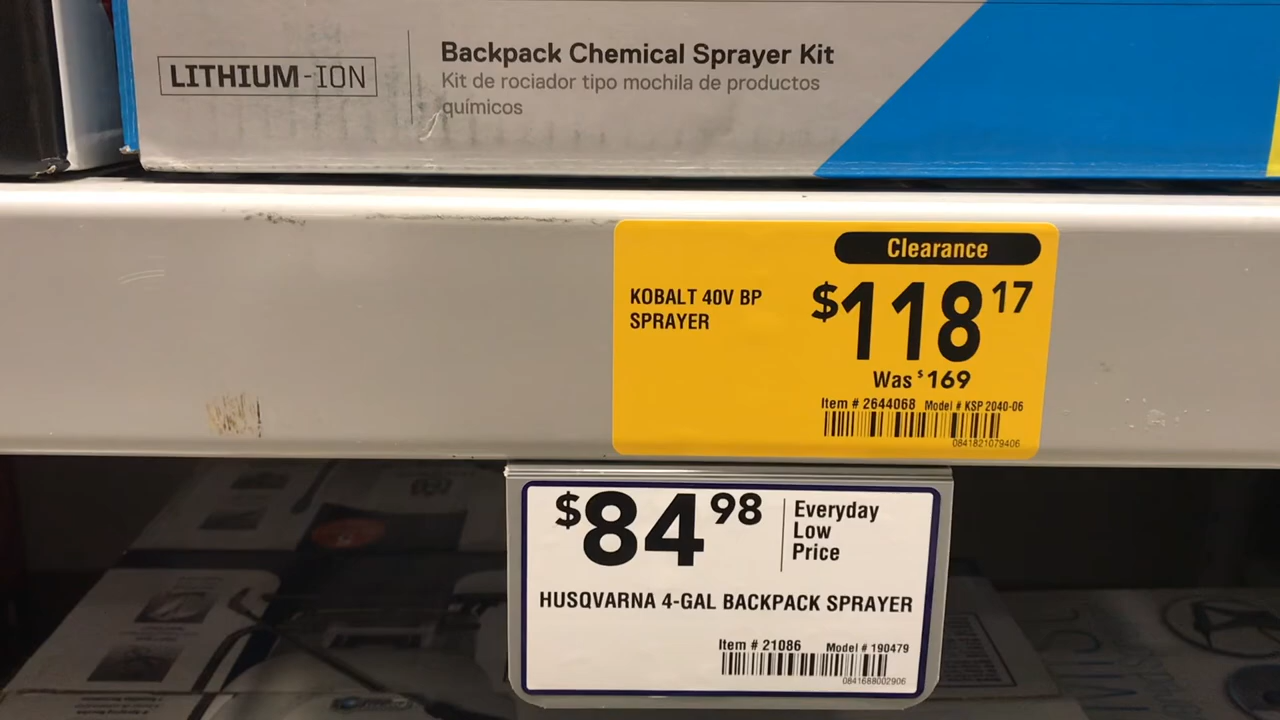 LITHIUM-ION
Backpack Chemical Sprayer Kit
Kit de rociador tipo mochila de productos
químicos
Clearance
KOBALT 40V BP
SPRAYER
$118 17
Was $169
Item # 2644068 Model # KSP 2040-06
0841821079406
$84 98
Everyday
Low
Price
HUSQVARNA 4-GAL BACKPACK SPRAYER
Item # 21086 Model # 190479
0841688002906